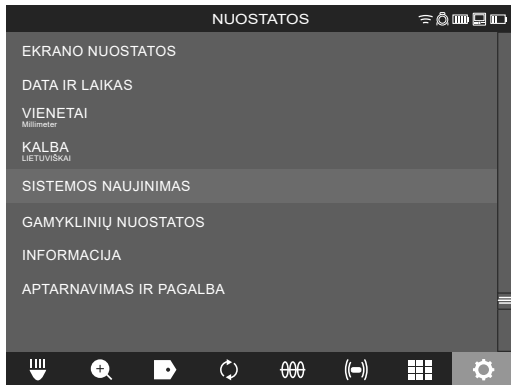 NUOSTATOS
EKRANO NUOSTATOS
DATA IR LAIKAS
VIENETAI
Millimeter
KALBA
LIETUVIŠKAI
SISTEMOS NAUJINIMAS
GAMYKLINIŲ NUOSTATOS
INFORMACIJA
APTARNAVIMAS IR PAGALBA